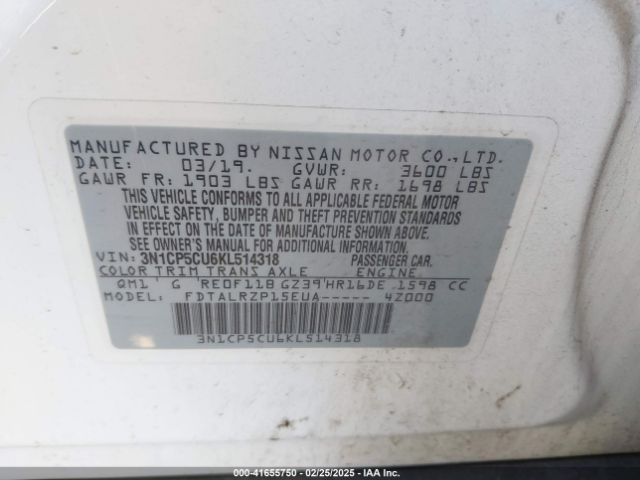 MANUFACTURED BY NISSAN MOTOR CO.,LTD.
DATE: 03/19. GVWR: 3600 LBS
GAWR FR: 1903 LBS GAWR RR: 1698 LBS
THIS VEHICLE CONFORMS TO ALL APPLICABLE FEDERAL MOTOR
VEHICLE SAFETY, BUMPER AND THEFT PREVENTION STANDARDS
IN EFFECT ON THE DATE OF MANUFACTURE SHOWN ABOVE.
SEE OWNER'S MANUAL FOR ADDITIONAL INFORMATION.
VIN: 3N1CP5CU6KL514318 PASSENGER CAR.
COLOR TRIM TRANS AXLE ENGINE
QM1 G RE0F11B GZ39 HR16DE 1598 CC
MODEL FDTALRZP15EUA----- 4Z000
3N1CP5CU6KL514318
000-41655750 - 02/25/2025 - IAA Inc.